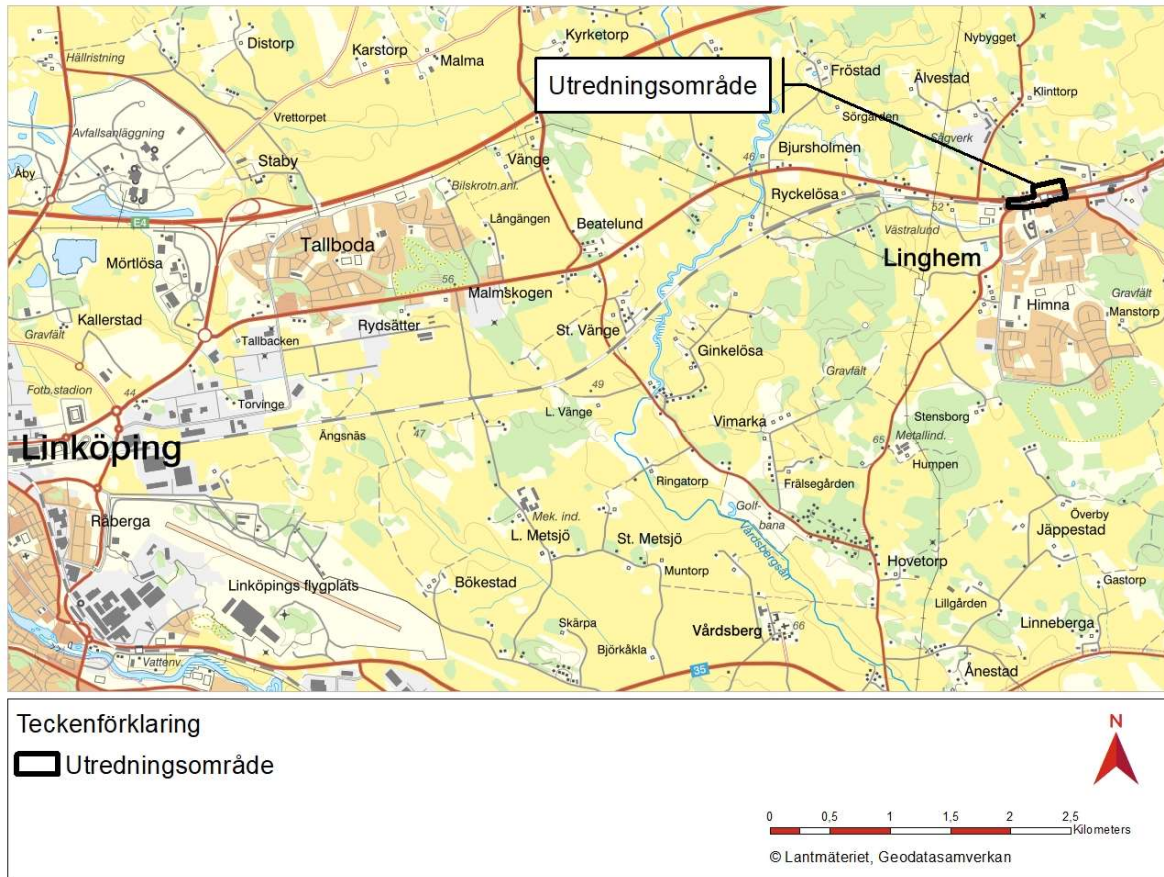 Distorp
Karstorp
Kyrketorp
Nybygget
Hällristning
Malma
Utredningsområde
Fröstad
Älvestad
Klinttorp
Vrettorpet
Sörgården
Avfallsanläggning
Sågverk
Staby
Vänge
Bjursholmen
46
Åby
Bilskrotn.anl.
Ryckelösa
Långängen
52
E4
Beatelund
Västralund
Tallboda
Linghem
Mörtlösa
56
Malmskogen
Gravfält
Himna
Kallerstad
Rydsätter
St. Vänge
Manstorp
Gravfält
Tallbacken
Ginkelösa
Fotb.stadion
44
49
Gravfält
Torvinge
L. Vänge
Stensborg
Vimarka
Linköping
Ängsnäs
47
65
Metallind.
Humpen
Ringatorp
Frälsegården
Golf-
bana
Överby
Råberga
Mek. ind.
Vårdsbergsån
Jäppestad
L. Metsjö
St. Metsjö
Hovetorp
Linköpings flygplats
Bökestad
Muntorp
Gastorp
Lillgården
Skärpa
Vårdsberg
66
Linneberga
Björkåkla
Vattenv.
35
Ånestad
Teckenförklaring
Utredningsområde
N
0 0,5 1 1,5 2 2,5
Kilometers
© Lantmäteriet, Geodatasamverkan